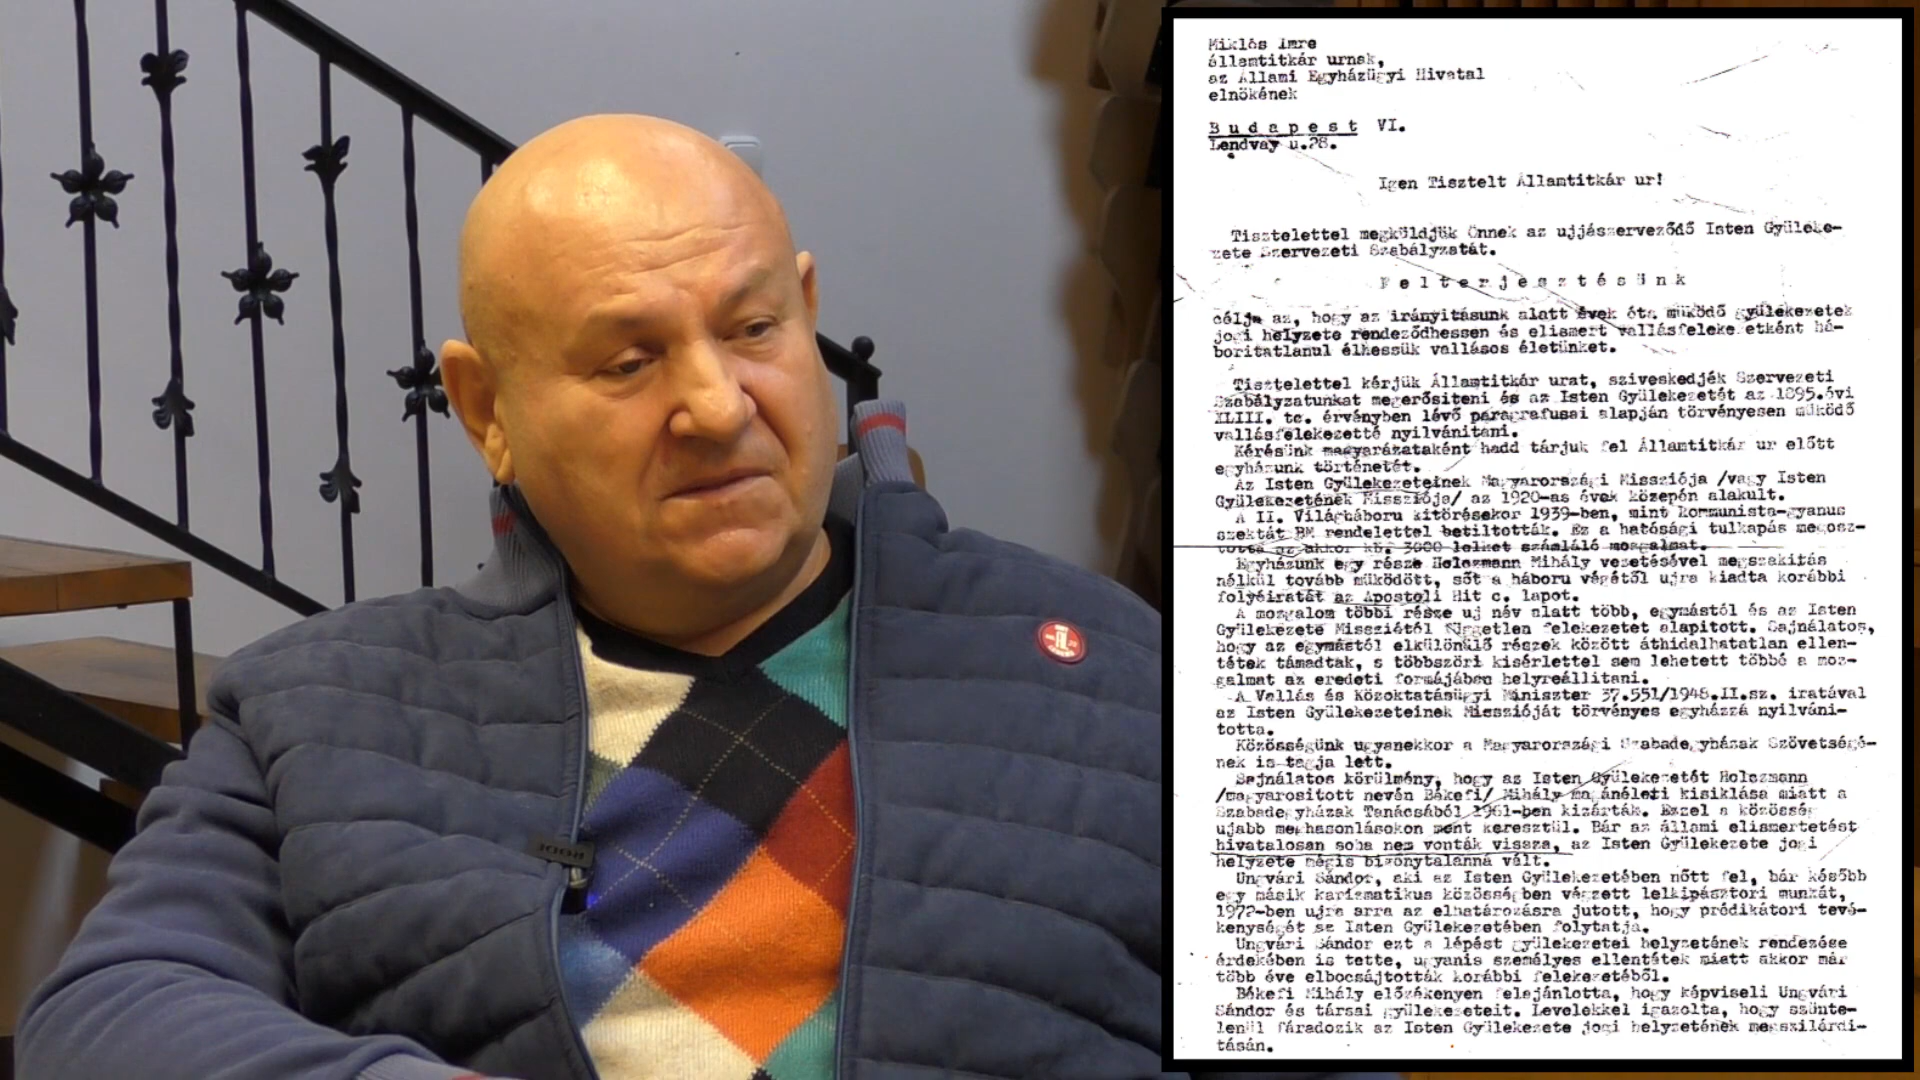 Miklós Imre
államtitkár urnak,
az Állami Egyházügyi Hivatal
elnökének
Budapest VI.
Lendvay u.28.
Igen Tisztelt Államtitkár ur!
Tisztelettel megküldjük Önnek az ujjászerveződő Isten Gyüleke-
zete Szervezeti Szabályzatát.
Felterjesztésünk
célja az, hogy az irányitásunk alatt évek óta működő gyülekezetek
jogi helyzete rendeződhessen és elismert vallásfelekezetként há-
boritatlanul élhessük vallásos életünket.
Tisztelettel kérjük Államtitkár urat, sziveskedjék Szervezeti
Szabályzatunkat megerősiteni és az Isten Gyülekezetét az 1895.évi
XLIII. tc. érvényben lévő paragrafusai alapján törvényesen működő
vallásfelekezetté nyilvánitani.
Kérésünk magyarázataként hadd tárjuk fel Államtitkár ur előtt
egyházunk történetét.
Az Isten Gyülekezeteinek Magyarországi Missziója /vagy Isten
Gyülekezetének Missziója/ az 1920-as évek közepén alakult.
A II. Világháboru kitörésekor 1939-ben, mint kommunista-gyanus
szektát BM rendelettel betiltották. Ez a hatósági tulkapás megosz-
totta az akkor kb. 3000 lelket számláló mozgalmat.
Egyházunk egy része Holczmann Mihály vezetésével megszakitás
nélkül tovább működött, sőt a háboru végétől ujra kiadta korábbi
folyóiratát az Apostoli Hit c. lapot.
A mozgalom többi része uj név alatt több, egymástól és az Isten
Gyülekezete Missziótól független felekezetet alapitott. Sajnálatos,
hogy az egymástól elkülönülő részek között áthidalhatatlan ellen-
tétek támadtak, s többszöri kisérlettel sem lehetett többé a moz-
galmat az eredeti formájában helyreállitani.
A Vallás és Közoktatásügyi Miniszter 37.551/1948.II.sz. iratával
az Isten Gyülekezeteinek Misszióját törvényes egyházzá nyilváni-
totta.
Közösségünk ugyanekkor a Magyarországi Szabadegyházak Szövetségé-
nek is tagja lett.
Sajnálatos körülmény, hogy az Isten Gyülekezetét Holczmann
/magyarositott nevén Békefi/ Mihály magánéleti kisiklása miatt a
Szabadegyházak Tanácsából 1961-ben kizárták. Ezzel a közösség
ujabb meghasonlásokon ment keresztül. Bár az állami elismertetést
hivatalosan soha nem vonták vissza, az Isten Gyülekezete jogi
helyzete mégis bizonytalanná vált.
Ungvári Sándor, aki az Isten Gyülekezetében nőtt fel, bár később
egy másik karizmatikus közösségben végzett lelkipásztori munkát,
1972-ben ujra arra az elhatározásra jutott, hogy prédikátori tevé-
kenységét az Isten Gyülekezetében folytatja.
Ungvári Sándor ezt a lépést gyülekezetei helyzetének rendezése
érdekében is tette, ugyanis személyes ellentétek miatt akkor már
több éve elbocsájtották korábbi felekezetéből.
Békefi Mihály előzékenyen felajánlotta, hogy képviseli Ungvári
Sándor és társai gyülekezeteit. Levelekkel igazolta, hogy szünte-
lenül fáradozik az Isten Gyülekezete jogi helyzetének megszilárdi-
tásán.